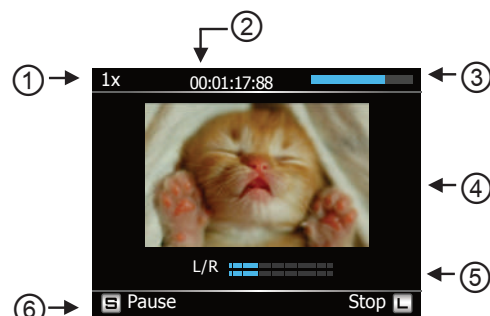 ②
① 1x 00:01:17:88 ③
④
L/R ⑤
⑥ S Pause Stop L